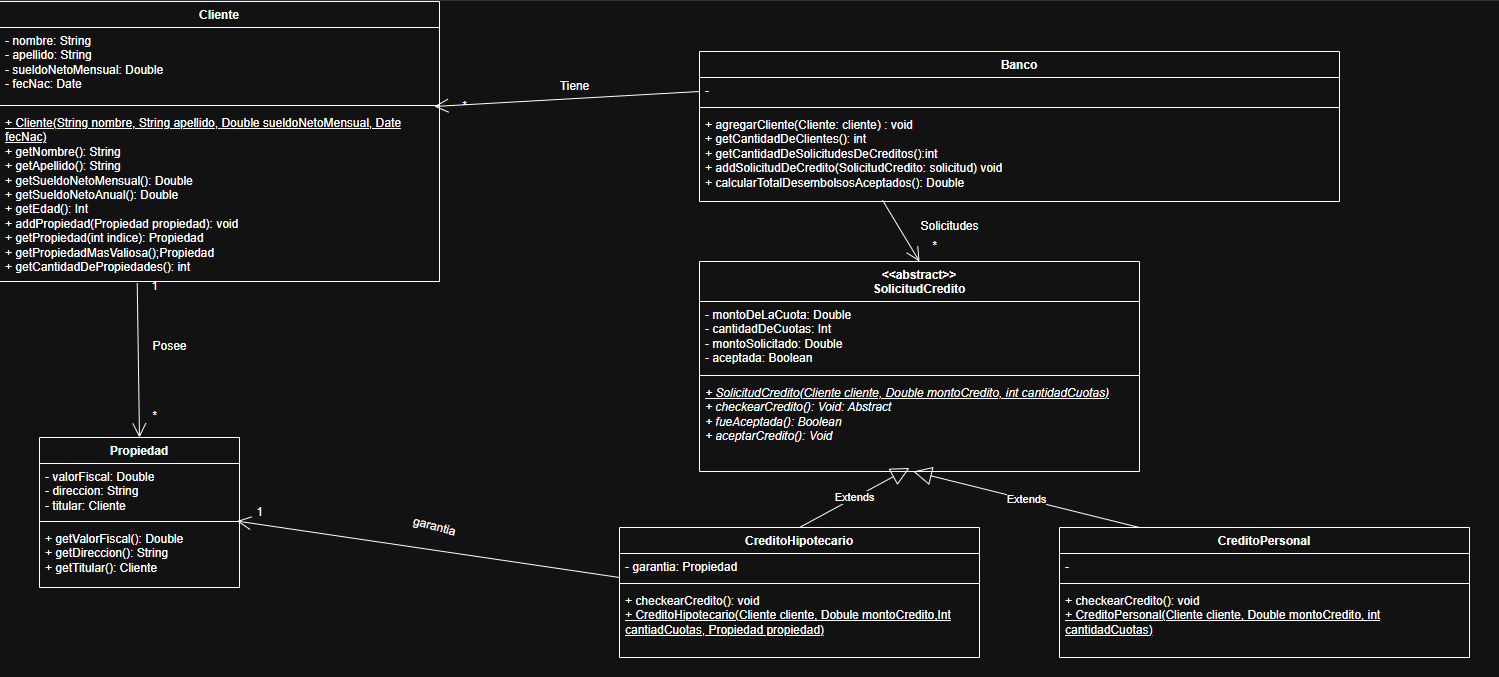 Cliente
- nombre: String
- apellido: String
- sueldoNetoMensual: Double
- fecNac: Date
+ Cliente(String nombre, String apellido, Double sueldoNetoMensual, Date
fecNac)
+ getNombre(): String
+ getApellido(): String
+ getSueldoNetoMensual(): Double
+ getSueldoNetoAnual(): Double
+ getEdad(): Int
+ addPropiedad(Propiedad propiedad): void
+ getPropiedad(int indice): Propiedad
+ getPropiedadMasValiosa();Propiedad
+ getCantidadDePropiedades(): int
Tiene
*
Banco
-
+ agregarCliente(Cliente: cliente) : void
+ getCantidadDeClientes(): int
+ getCantidadDeSolicitudesDeCreditos():int
+ addSolicitudDeCredito(SolicitudCredito: solicitud) void
+ calcularTotalDesembolsosAceptados(): Double
Solicitudes
*
<<abstract>>
SolicitudCredito
- montoDeLaCuota: Double
- cantidadDeCuotas: Int
- montoSolicitado: Double
- aceptada: Boolean
+ SolicitudCredito(Cliente cliente, Double montoCredito, int cantidadCuotas)
+ checkearCredito(): Void: Abstract
+ fueAceptada(): Boolean
+ aceptarCredito(): Void
1
Posee
*
Propiedad
- valorFiscal: Double
- direccion: String
- titular: Cliente
+ getValorFiscal(): Double
+ getDireccion(): String
+ getTitular(): Cliente
1
garantia
Extends
Extends
CreditoHipotecario
- garantia: Propiedad
+ checkearCredito(): void
+ CreditoHipotecario(Cliente cliente, Dobule montoCredito,Int
cantiadCuotas, Propiedad propiedad)
CreditoPersonal
-
+ checkearCredito(): void
+ CreditoPersonal(Cliente cliente, Double montoCredito, int
cantidadCuotas)